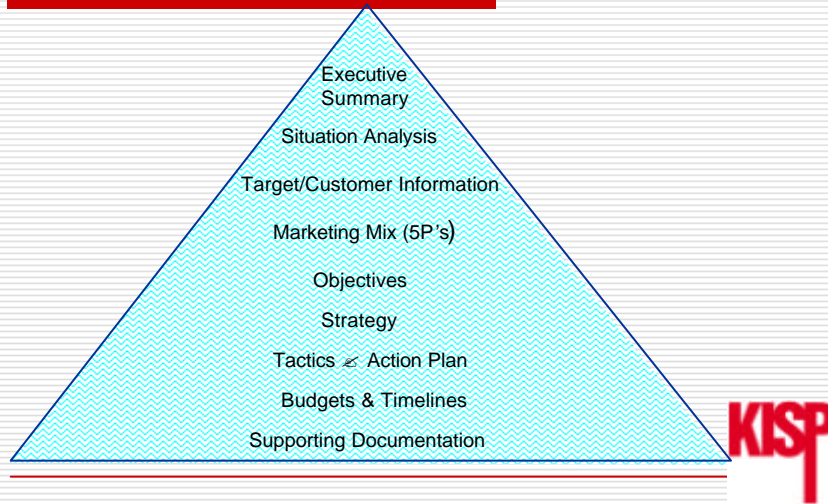 Executive
Summary
Situation Analysis
Target/Customer Information
Marketing Mix (5P's)
Objectives
Strategy
Tactics ✍ Action Plan
Budgets & Timelines
Supporting Documentation
KISP